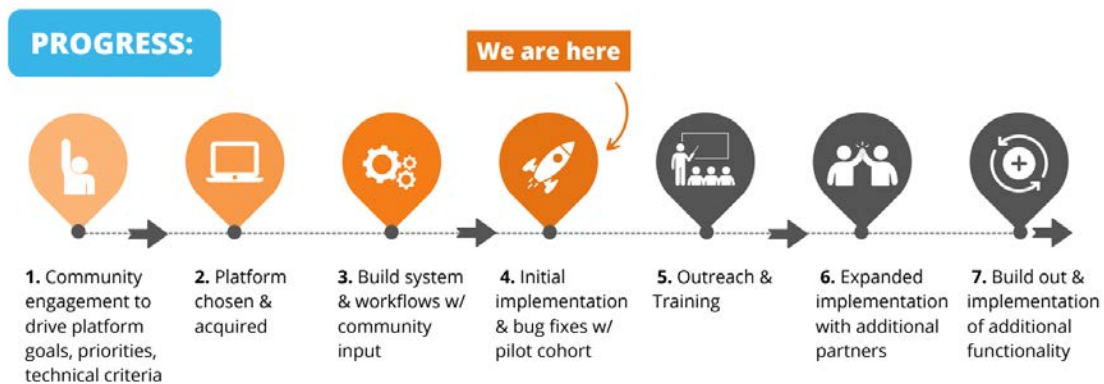 PROGRESS:
We are here
1. Community
engagement to
drive platform
goals, priorities,
technical criteria
2. Platform
chosen &
acquired
3. Build system
& workflows w/
community
input
4. Initial
implementation
& bug fixes w/
pilot cohort
5. Outreach &
Training
6. Expanded
implementation
with additional
partners
7. Build out &
implementation
of additional
functionality